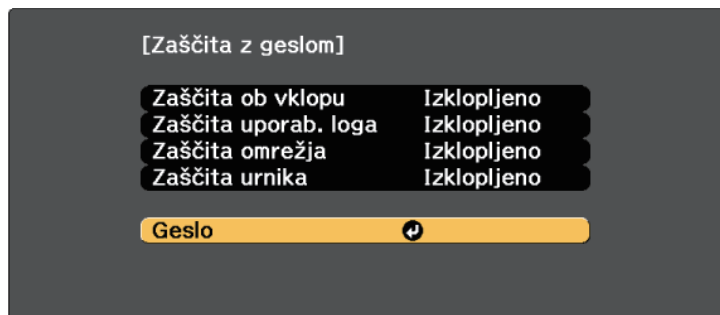 [Zaščita z geslom]
Zaščita ob vklopu Izklopljeno
Zaščita uporab. loga Izklopljeno
Zaščita omrežja Izklopljeno
Zaščita urnika Izklopljeno
Geslo